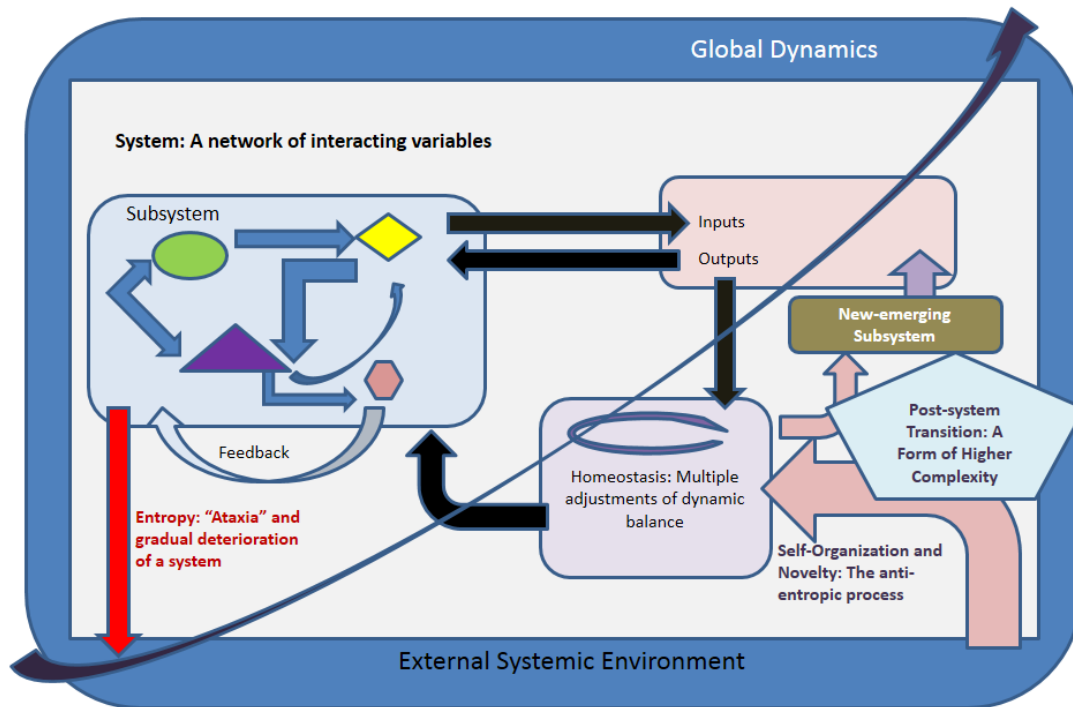 Global Dynamics
System: A network of interacting variables
Subsystem
Inputs
Outputs
New-emerging
Subsystem
Post-system
Transition: A
Form of Higher
Complexity
Feedback
Homeostasis: Multiple
adjustments of dynamic
balance
Entropy: “Ataxia” and
gradual deterioration
of a system
Self-Organization and
Novelty: The anti-
entropic process
External Systemic Environment